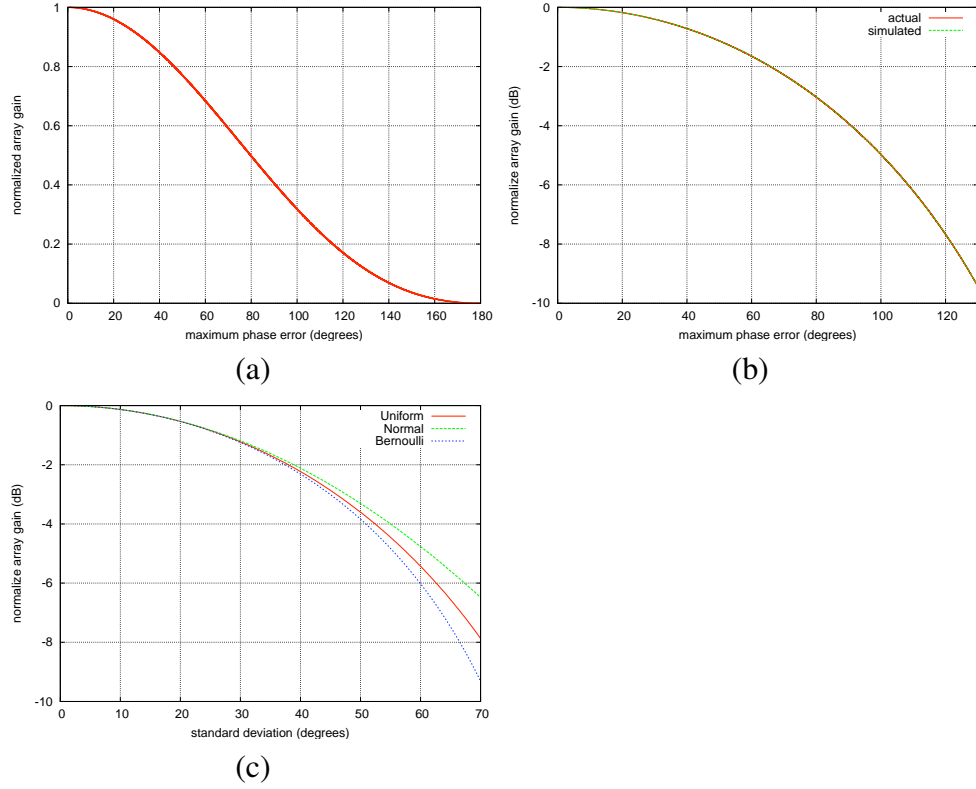 1
0.8
0.6
0.4
0.2
0
normalized array gain
0 20 40 60 80 100 120 140 160 180
maximum phase error (degrees)
(a)
0
-2
-4
-6
-8
-10
normalize array gain (dB)
actual
simulated
0 20 40 60 80 100 120
maximum phase error (degrees)
(b)
0
-2
-4
-6
-8
-10
normalize array gain (dB)
Uniform
Normal
Bernoulli
0 10 20 30 40 50 60 70
standard deviation (degrees)
(c)